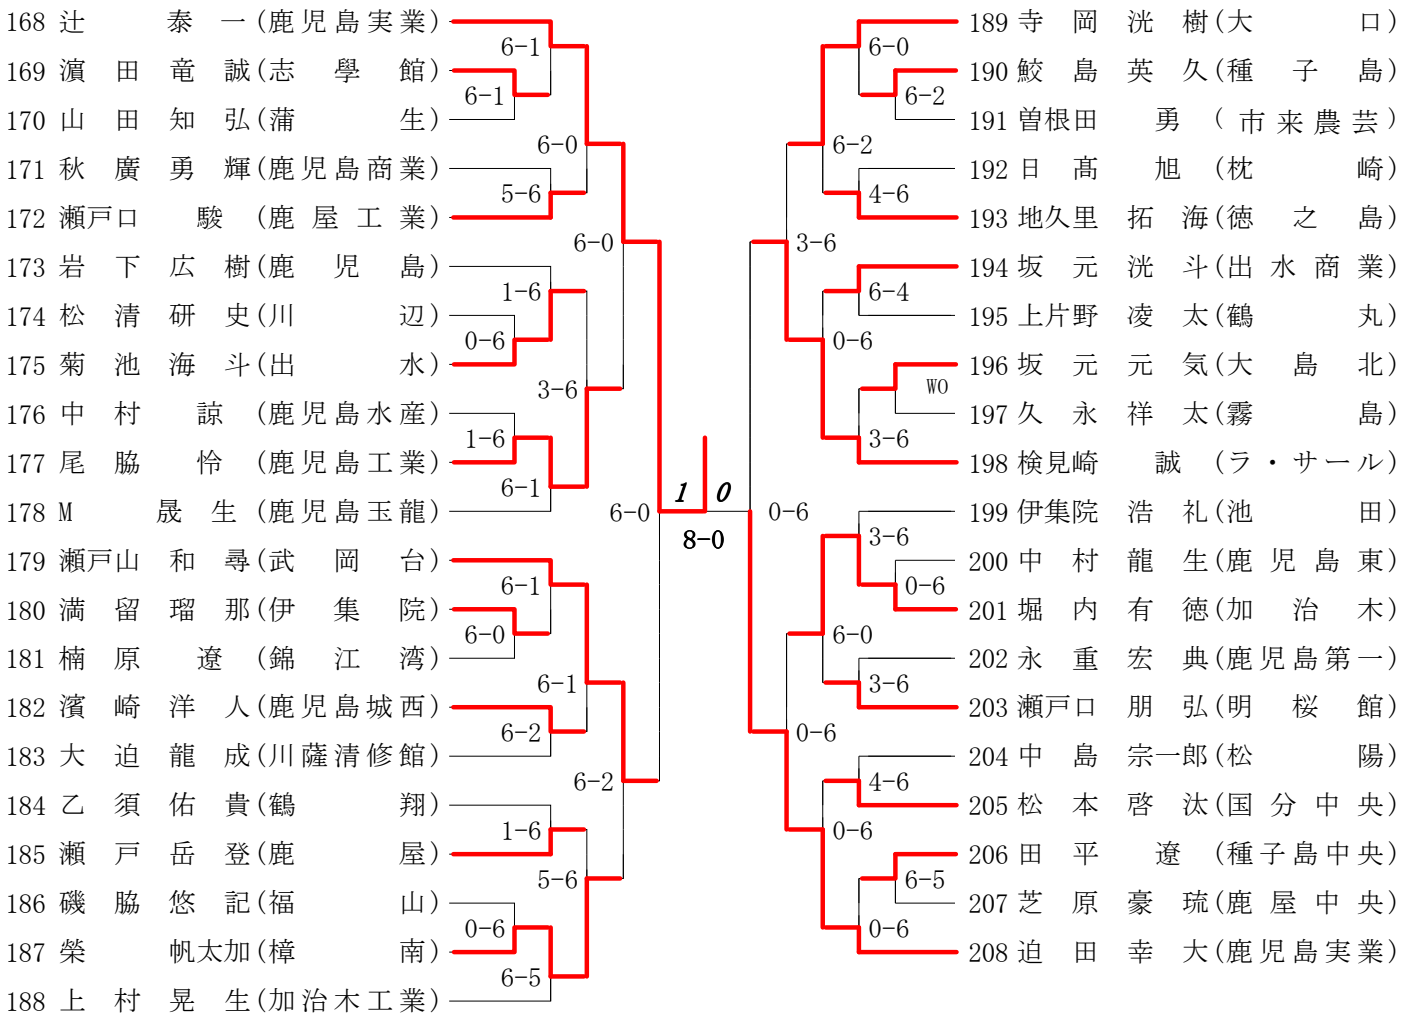 168 辻　　泰　一(鹿児島実業)
6-1
169 濵　田　竜　誠(志　學　館)
6-1
170 山　田　知　弘(蒲　　　生)
6-0
171 秋　廣　勇　輝(鹿児島商業)
5-6
172 瀬戸口　　駿　(鹿屋工業)
6-0
173 岩　下　広　樹(鹿　児　島)
1-6
174 松　清　研　史(川　　　辺)
0-6
175 菊　池　海　斗(出　　　水)
3-6
176 中　村　　諒　(鹿児島水産)
1-6
177 尾　脇　　怜　(鹿児島工業)
6-1
178 M　　晟　生　(鹿児島玉龍)
6-0
179 瀬戸山　和　尋(武　岡　台)
6-1
180 満　留　瑠　那(伊　集　院)
6-0
181 楠　原　　遼　(錦　江　湾)
6-1
182 濱　崎　洋　人(鹿児島城西)
6-2
183 大　迫　龍　成(川薩清修館)
6-2
184 乙　須　佑　貴(鶴　　　翔)
1-6
185 瀬　戸　岳　登(鹿　　　屋)
5-6
186 磯　脇　悠　記(福　　　山)
0-6
187 榮　　帆太加(樟　　　南)
6-5
188 上　村　晃　生(加治木工業)
1　0
8-0
189 寺　岡　洸　樹(大　　　口)
6-0
190 鮫　島　英　久(種　子　島)
6-2
191 曽根田　　勇　(市来農芸)
6-2
192 日　髙　　旭　(枕　　　崎)
4-6
193 地久里　拓　海(徳　之　島)
3-6
194 坂　元　洸　斗(出水商業)
6-4
195 上片野　凌　太(鶴　　　丸)
0-6
196 坂　元　元　気(大　島　北)
WO
197 久　永　祥　太(霧　　　島)
3-6
198 検見崎　　誠　(ラ・サール)
0-6
199 伊集院　浩　礼(池　　　田)
3-6
200 中　村　龍　生(鹿児島東)
0-6
201 堀　内　有　徳(加　治　木)
6-0
202 永　重　宏　典(鹿児島第一)
3-6
203 瀬戸口　朋　弘(明　桜　館)
0-6
204 中　島　宗一郎(松　　　陽)
4-6
205 松　本　啓　汰(国分中央)
0-6
206 田　平　　遼　(種子島中央)
6-5
207 芝　原　豪　琉(鹿屋中央)
0-6
208 迫　田　幸　大(鹿児島実業)